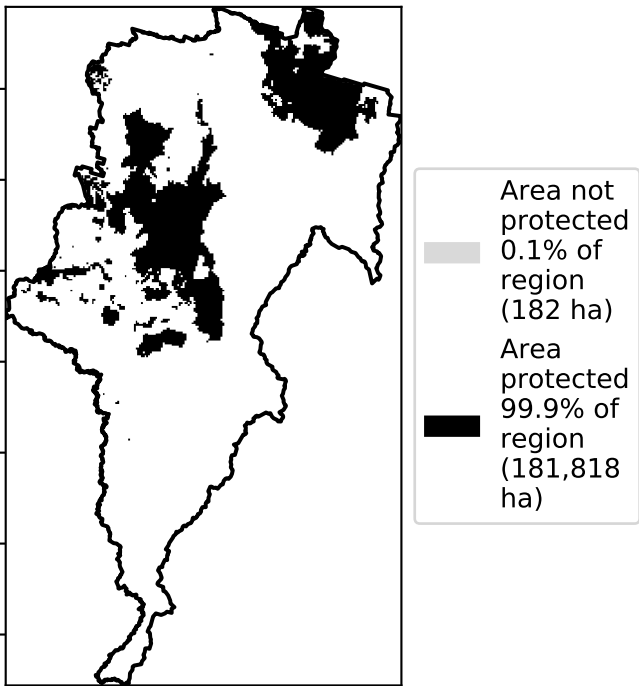 Area not
protected
0.1% of
region
(182 ha)
Area
protected
99.9% of
region
(181,818
ha)